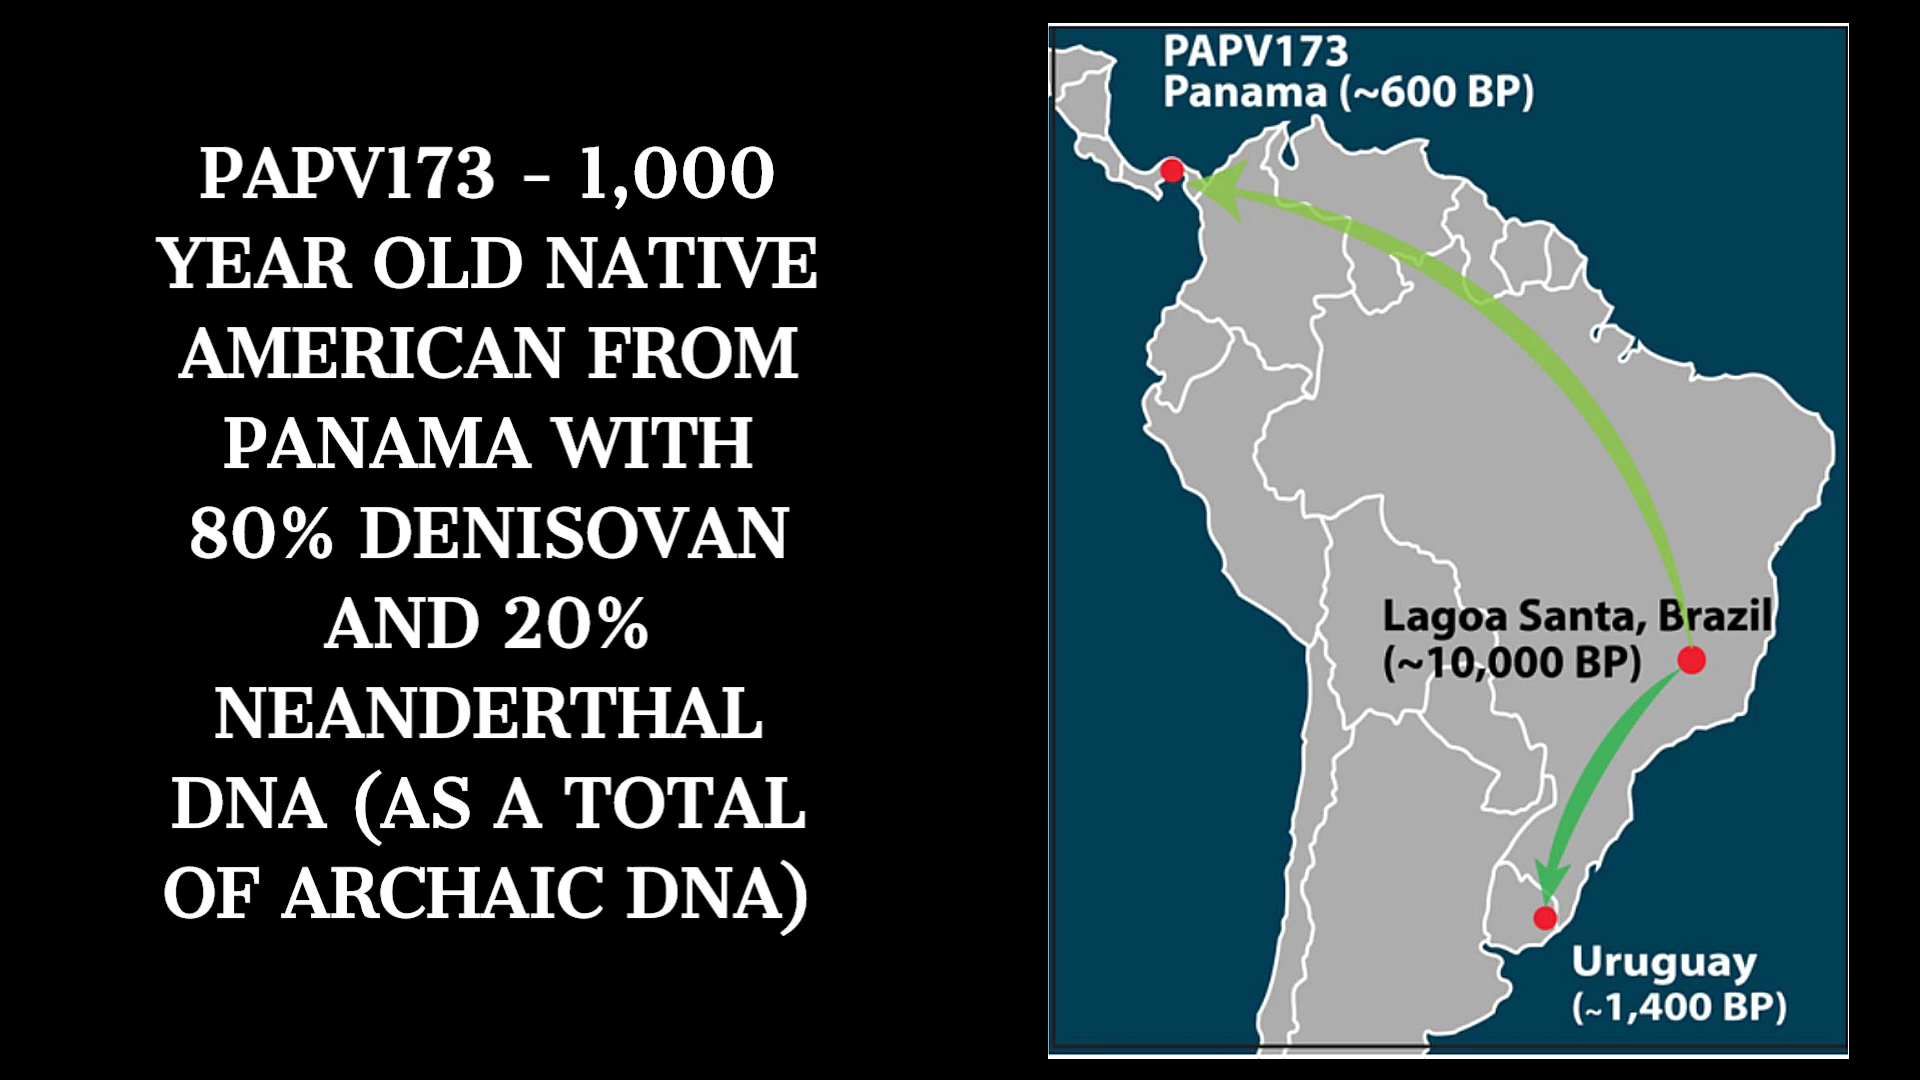 PAPV173 - 1,000
YEAR OLD NATIVE
AMERICAN FROM
PANAMA WITH
80% DENISOVAN
AND 20%
NEANDERTHAL
DNA (AS A TOTAL
OF ARCHAIC DNA)
PAPV173
Panama (~600 BP)
Lagoa Santa, Brazil
(~10,000 BP)
Uruguay
(~1,400 BP)